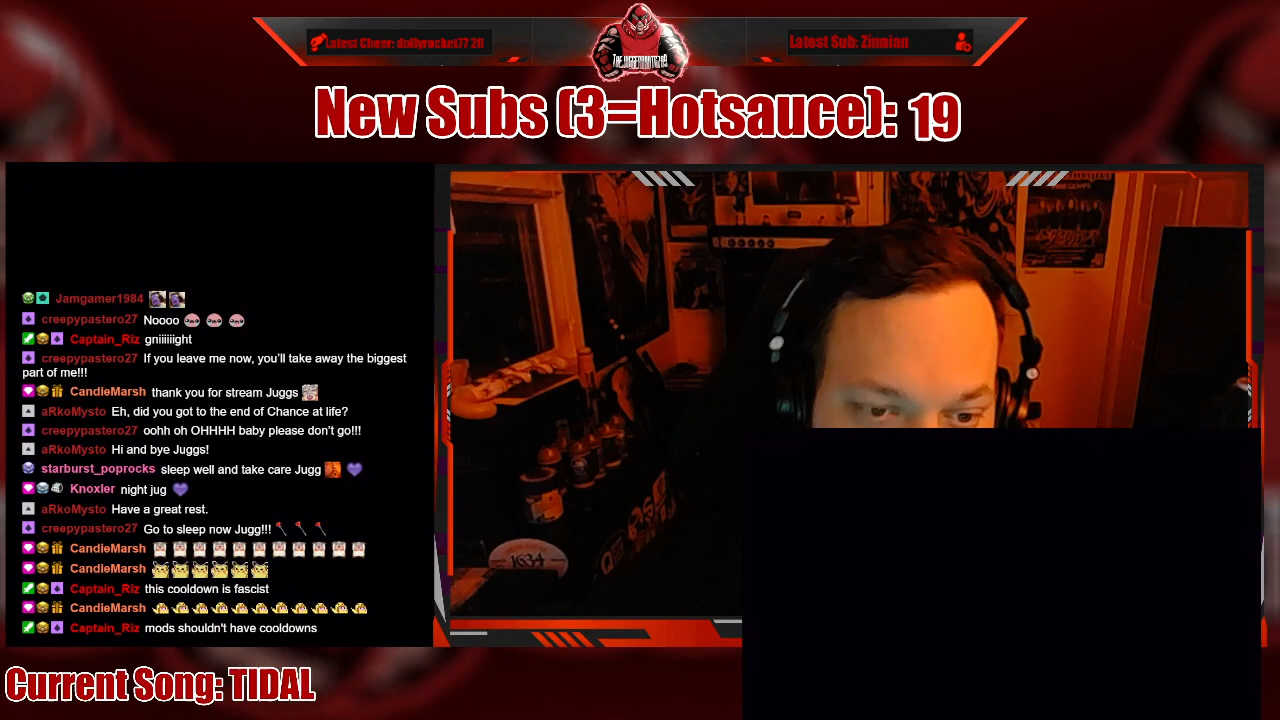 Latest Cheer: dollyrocket77 20
THEJUGGERNAUT0289
Latest Sub: Zinnian
New Subs (3=Hotsauce): 19
Jamgamer1984
creepypastero27 Noooo
Captain_Riz gniiiiiight
creepypastero27 If you leave me now, you'll take away the biggest
part of me!!!
CandieMarsh thank you for stream Juggs
aRkoMysto Eh, did you got to the end of Chance at life?
creepypastero27 oohh oh OHHHH baby please don't go!!!
aRkoMysto Hi and bye Juggs!
starburst_poprocks sleep well and take care Jugg
Knoxler night jug
aRkoMysto Have a great rest.
creepypastero27 Go to sleep now Jugg!!!
CandieMarsh
CandieMarsh
Captain_Riz this cooldown is fascist
CandieMarsh
Captain_Riz mods shouldn't have cooldowns
1634
Current Song: TIDAL